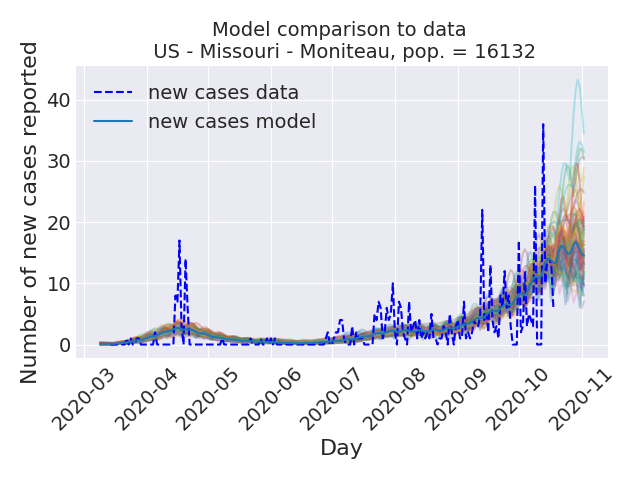 Model comparison to data
US - Missouri - Moniteau, pop. = 16132
Number of new cases reported
40
30
20
10
0
new cases data
new cases model
2020-03
2020-04
2020-05
2020-06
2020-07
2020-08
2020-09
2020-10
2020-11
Day